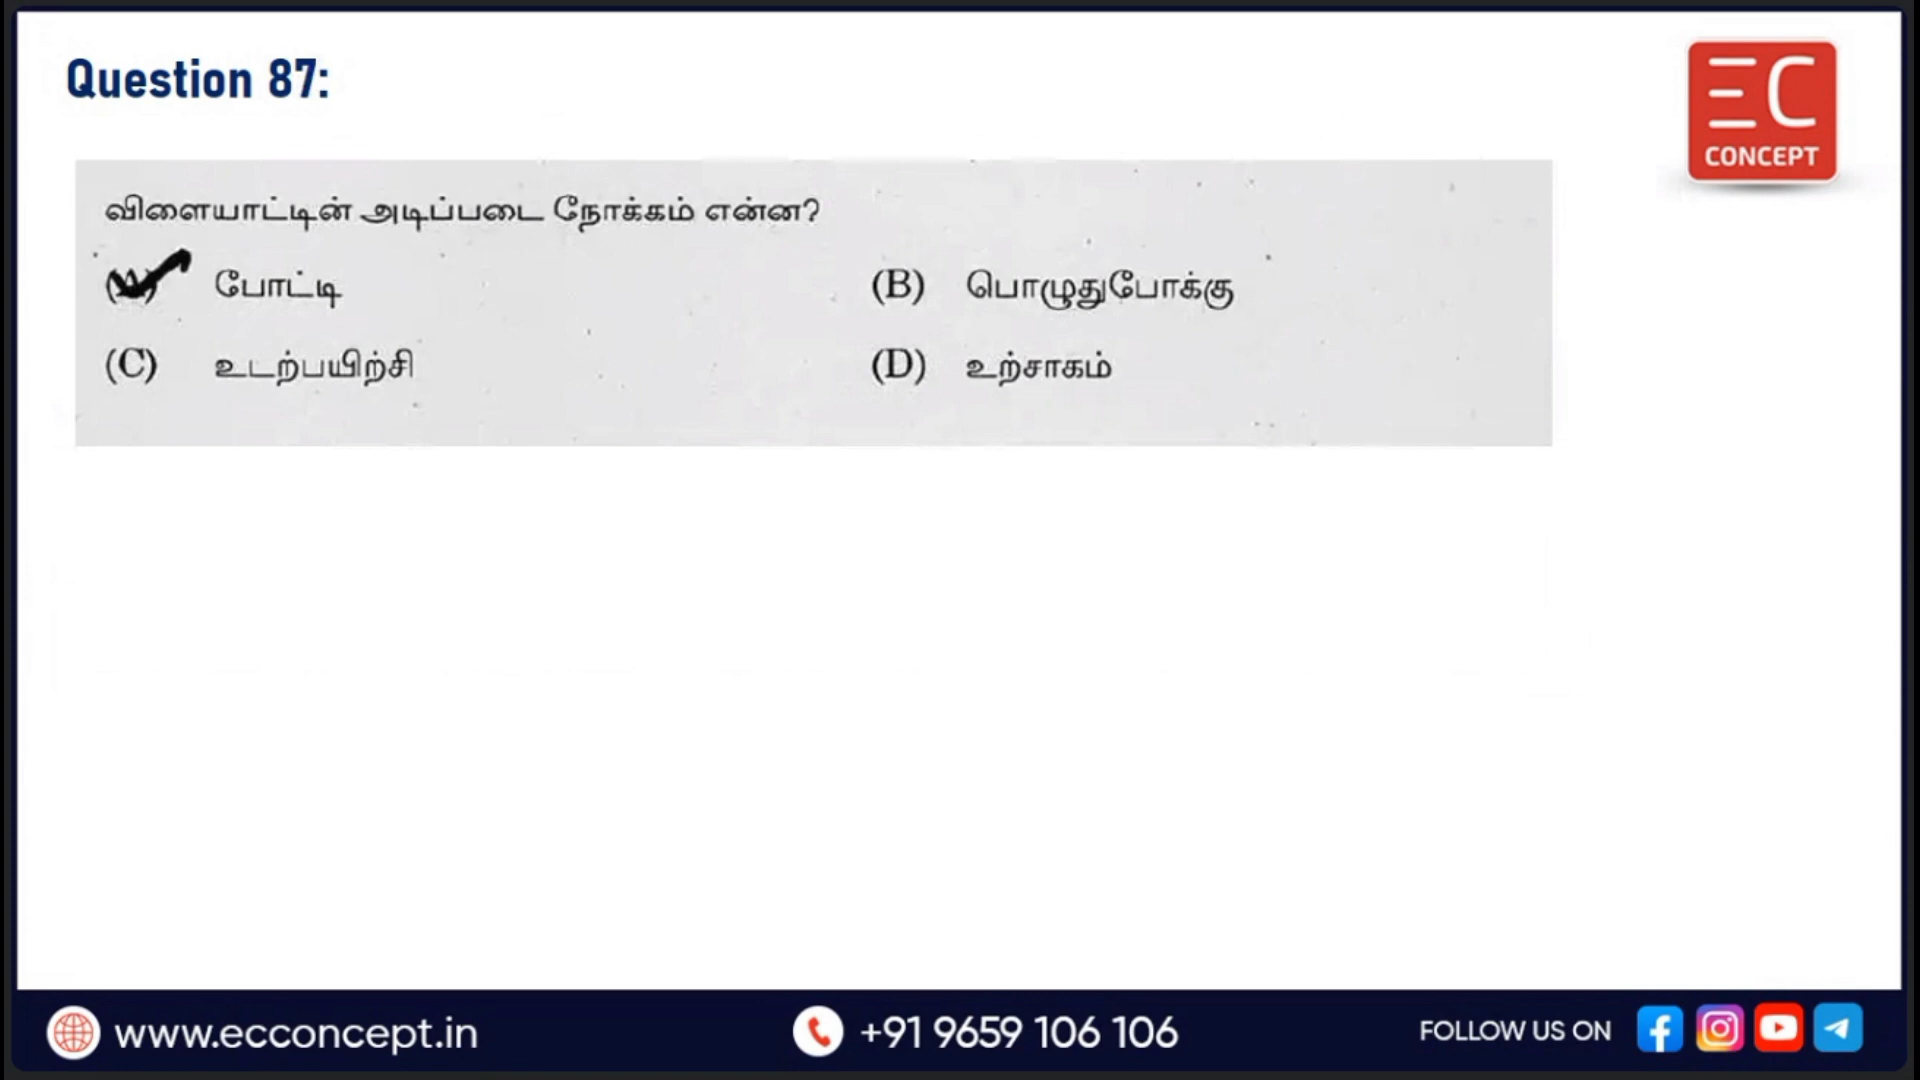 Question 87:
EC
CONCEPT
விளையாட்டின் அடிப்படை நோக்கம் என்ன?
(A) போட்டி
(B) பொழுதுபோக்கு
(C) உடற்பயிற்சி
(D) உற்சாகம்
www.ecconcept.in
+91 9659 106 106
FOLLOW US ON